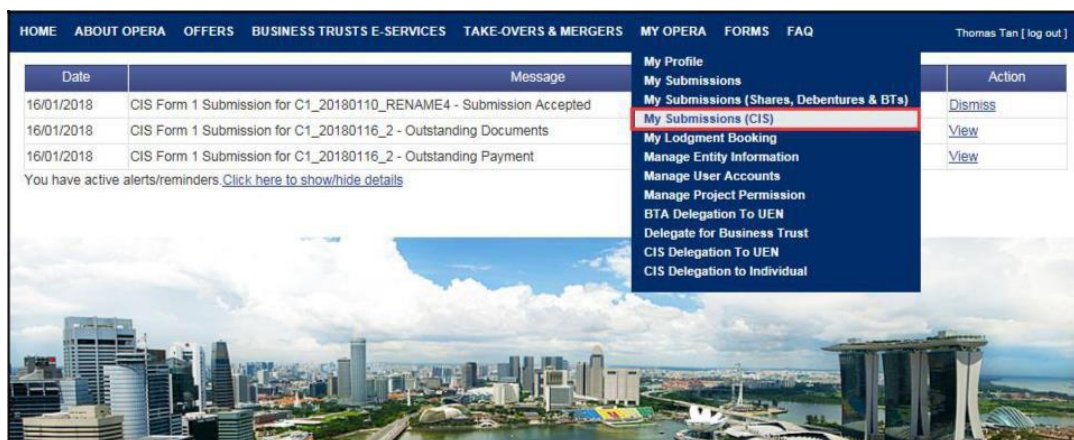 HOME ABOUT OPERA OFFERS BUSINESS TRUSTS E-SERVICES TAKE-OVERS & MERGERS MY OPERA FORMS FAQ Thomas Tan [ log out ]
Date Message Action
16/01/2018 CIS Form 1 Submission for C1_20180110_RENAME4 - Submission Accepted Dismiss
16/01/2018 CIS Form 1 Submission for C1_20180116_2 - Outstanding Documents View
16/01/2018 CIS Form 1 Submission for C1_20180116_2 - Outstanding Payment View
You have active alerts/reminders.Click here to show/hide details
My Profile
My Submissions
My Submissions (Shares, Debentures & BTs)
My Submissions (CIS)
My Lodgment Booking
Manage Entity Information
Manage User Accounts
Manage Project Permission
BTA Delegation To UEN
Delegate for Business Trust
CIS Delegation To UEN
CIS Delegation to Individual